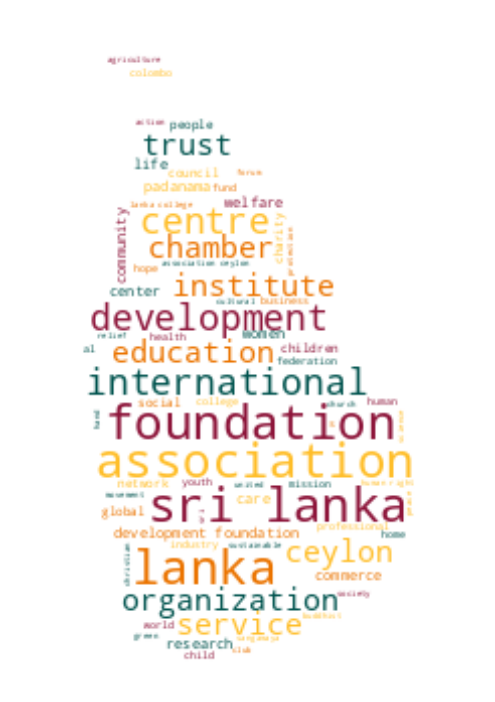 agriculture
colombo
action people
trust
life
council forum
padanama fund
lanka college welfare
centre
community charity
chamber
association ceylon
hope
center institute
cultural business
development
relief health women
al education children
federation
international
social college church human
foundation
association
network youth united mission human right
movement care
sri lanka
global professional
development foundation home
industry sustainable ceylon
christian lanka commerce
organization society
world service buddhist
green research sangamaya
child club